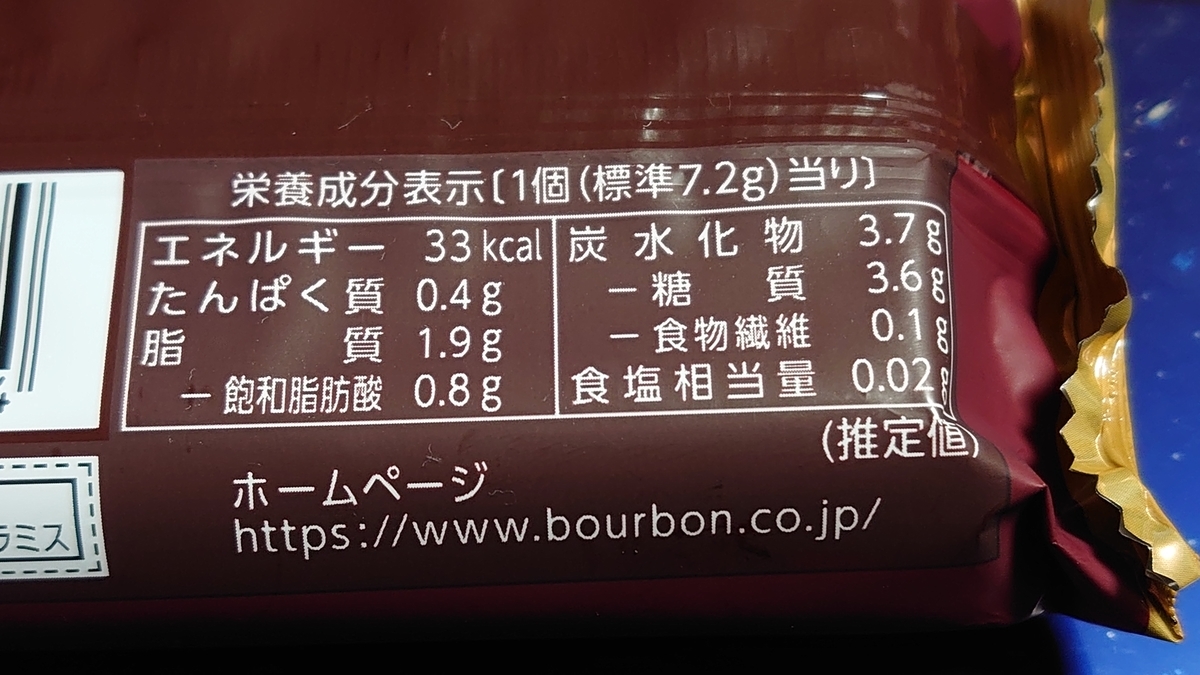 栄養成分表示〔1個(標準7.2g)当り〕
エネルギー 33kcal
たんぱく質 0.4g
脂質 1.9g
－飽和脂肪酸 0.8g
炭水化物 3.7g
－糖質 3.6g
－食物繊維 0.1g
食塩相当量 0.02g
(推定値)
ホームページ
https://www.bourbon.co.jp/
ラミス